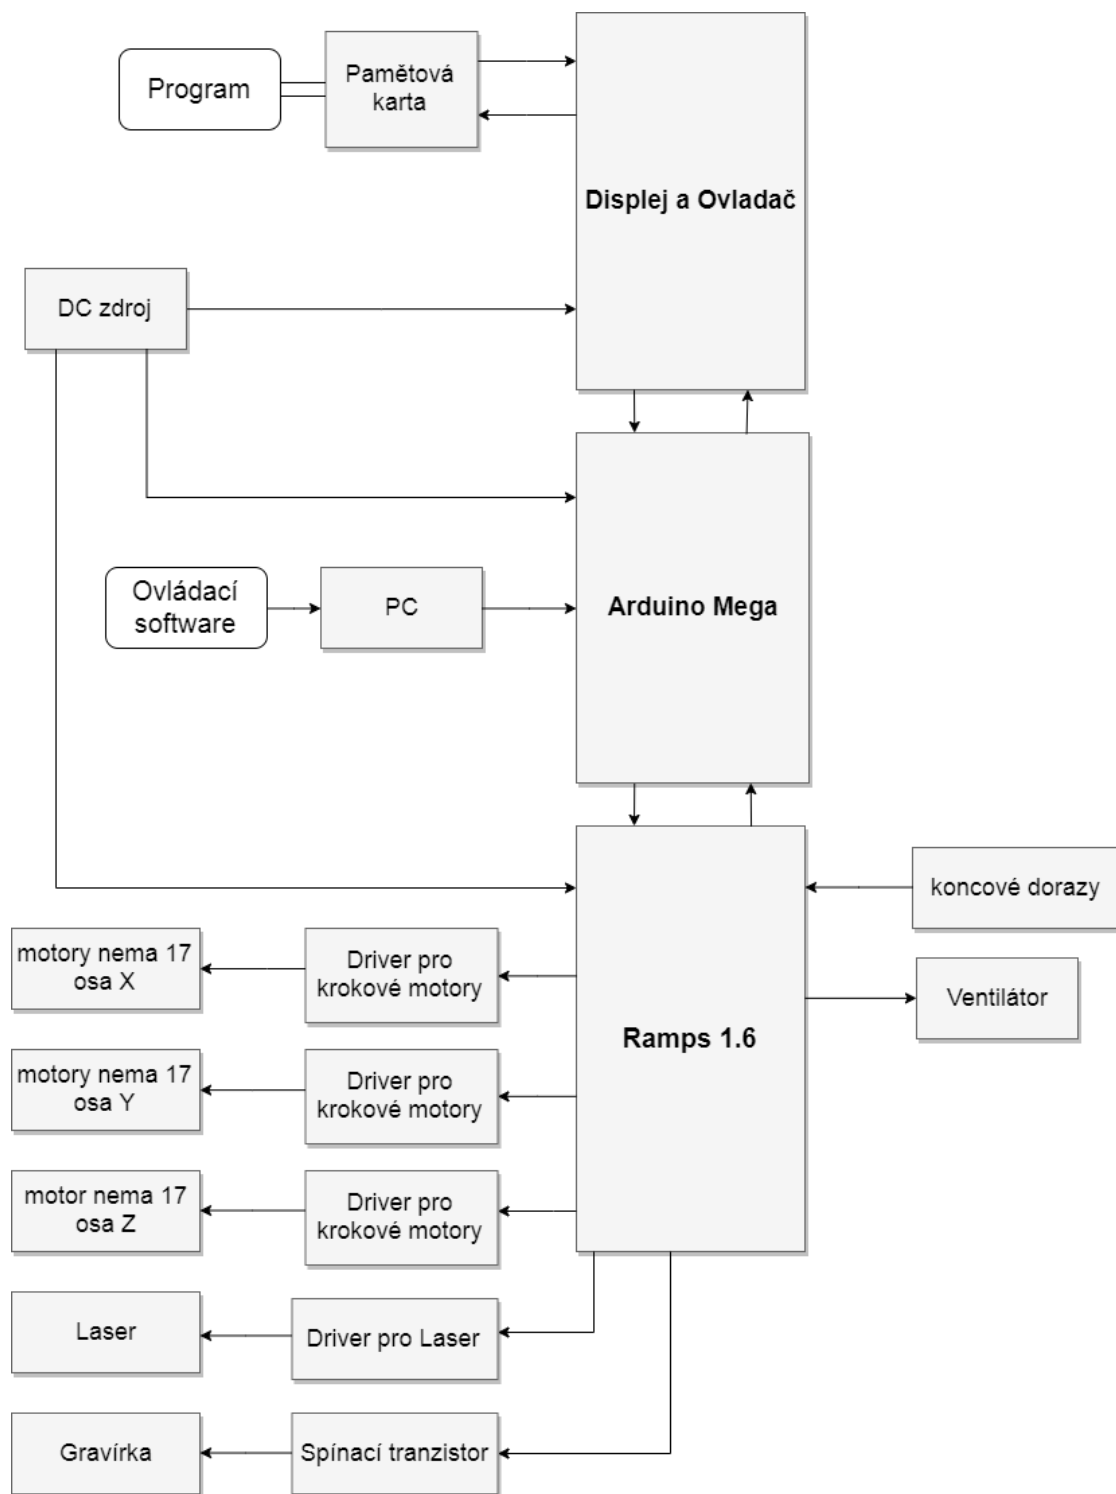 Program
Pamětová
karta
Displej a Ovladač
DC zdroj
Ovládací
software
PC
Arduino Mega
koncové dorazy
motory nema 17
osa X
Driver pro
krokové motory
Ventilátor
Ramps 1.6
motory nema 17
osa Y
Driver pro
krokové motory
motor nema 17
osa Z
Driver pro
krokové motory
Laser
Driver pro Laser
Gravírka
Spínací tranzistor